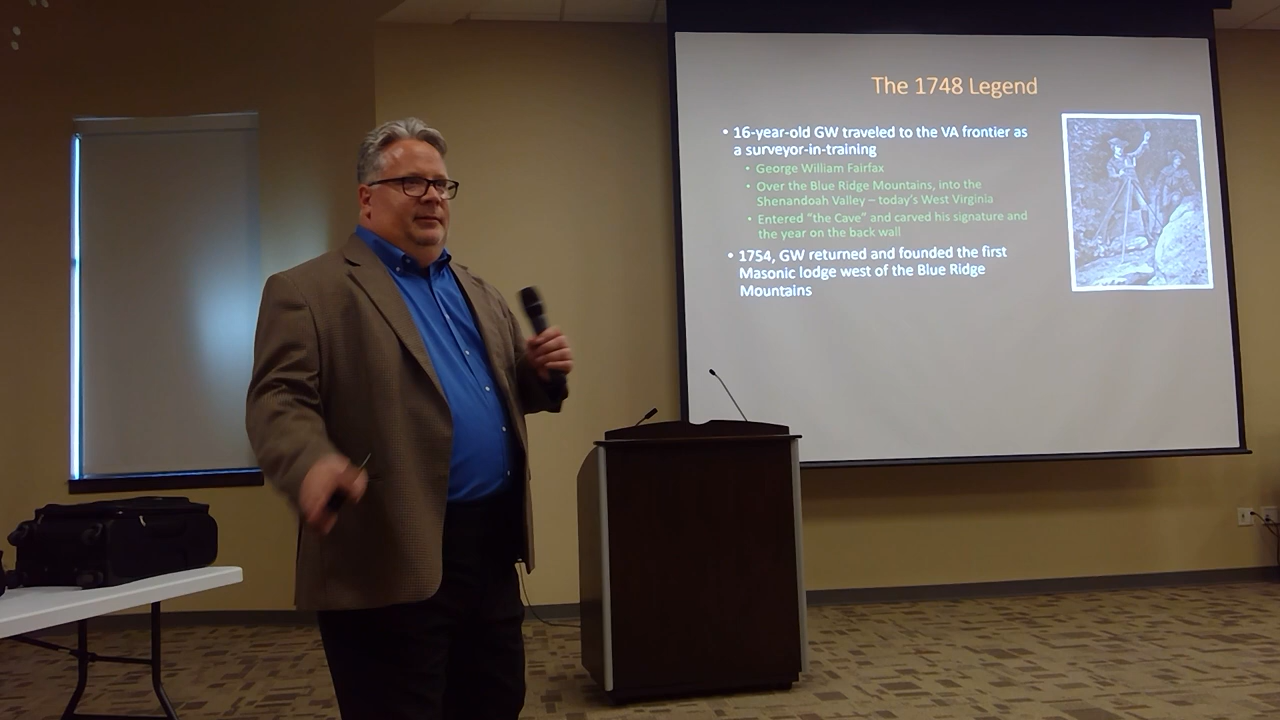 The 1748 Legend
• 16-year-old GW traveled to the VA frontier as
a surveyor-in-training
• George William Fairfax
• Over the Blue Ridge Mountains, into the
Shenandoah Valley – today's West Virginia
• Entered "the Cave" and carved his signature and
the year on the back wall
• 1754, GW returned and founded the first
Masonic lodge west of the Blue Ridge
Mountains